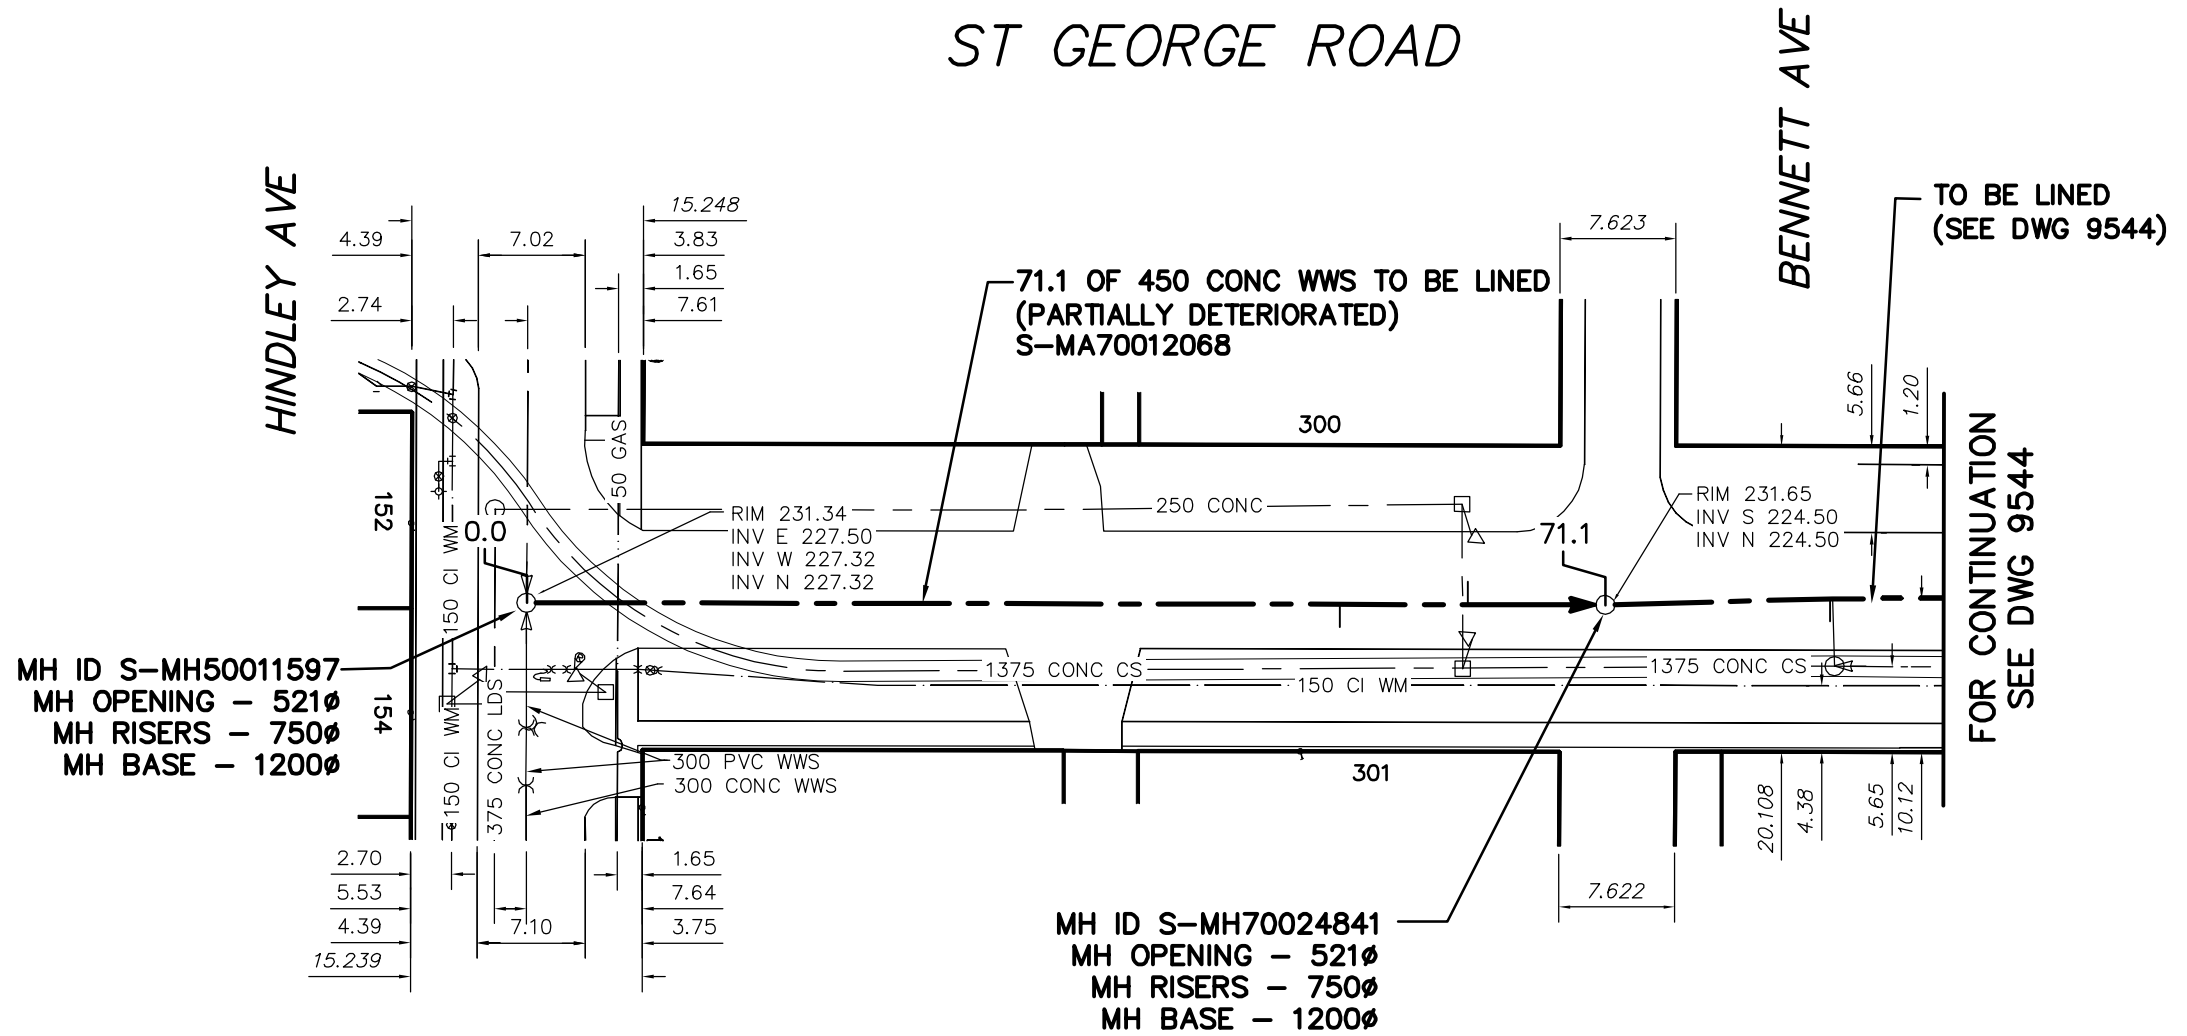 ST GEORGE ROAD
HINDLEY AVE
BENNETT AVE
TO BE LINED
(SEE DWG 9544)
15.248
4.39
7.02
3.83
1.65
2.74
7.61
7.623
71.1 OF 450 CONC WWS TO BE LINED
(PARTIALLY DETERIORATED)
S-MA70012068
5.66
1.20
300
50 GAS
152
0.0
150 CI WM
RIM 231.34
INV E 227.50
INV W 227.32
INV N 227.32
250 CONC
71.1
RIM 231.65
INV S 224.50
INV N 224.50
FOR CONTINUATION
SEE DWG 9544
MH ID S-MH50011597
MH OPENING - 521ø
MH RISERS - 750ø
MH BASE - 1200ø
154
150 CI WM
375 CONC LDS
1375 CONC CS
150 CI WM
1375 CONC CS
300 PVC WWS
300 CONC WWS
301
20.108
4.38
5.65
10.12
2.70
5.53
4.39
7.10
15.239
1.65
7.64
3.75
7.622
MH ID S-MH70024841
MH OPENING - 521ø
MH RISERS - 750ø
MH BASE - 1200ø